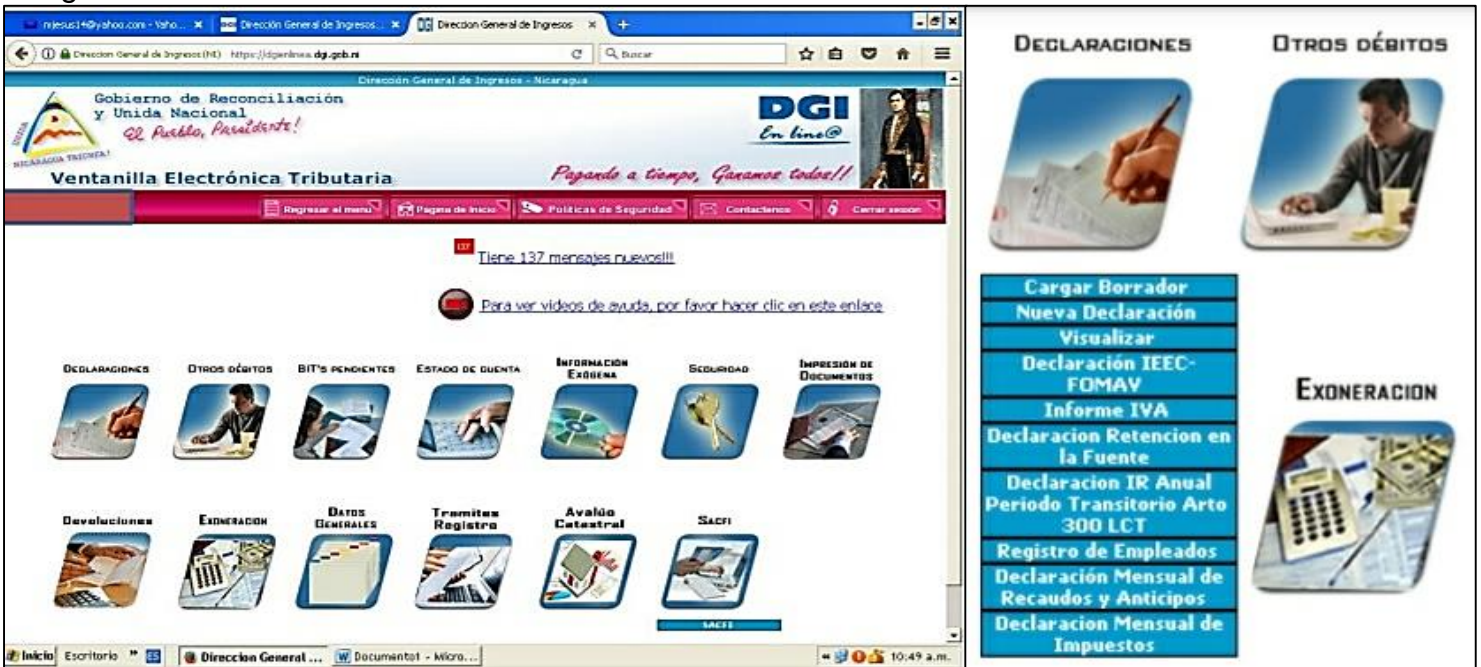 mjesus14@yahoo.com - Yaho...
Dirección General de Ingresos...
Direccion General de Ingresos
Direccion General de Ingresos (NI)
https://dgienlinea.dgi.gob.ni
Buscar
Dirección General de Ingresos - Nicaragua
Gobierno de Reconciliación
y Unida Nacional
El Pueblo, Presidente!
UNIDA
NICARAGUA TRIUNFA!
DGI
En line@
Ventanilla Electrónica Tributaria
Pagando a tiempo, Ganamos todos!!
Regresar al menú
Página de Inicio
Políticas de Seguridad
Contactenos
Cerrar sesion
137
Tiene 137 mensajes nuevos!!!
Para ver videos de ayuda, por favor hacer clic en este enlace
DECLARACIONES
OTROS DÉBITOS
BIT'S PENDIENTES
ESTADO DE CUENTA
INFORMACIÓN
EXÓGENA
SEGURIDAD
IMPRESIÓN DE
DOCUMENTOS
Devoluciones
EXONERACION
DATOS
GENERALES
Tramites
Registro
Avalúo
Catastral
SACFI
SACFI
Inicio
Escritorio
»
ES
Direccion General ...
Documento1 - Micro...
10:49 a.m.
DECLARACIONES
OTROS DÉBITOS
Cargar Borrador
Nueva Declaración
Visualizar
Declaración IEEC-
FOMAV
Informe IVA
Declaracion Retencion en
la Fuente
Declaracion IR Anual
Periodo Transitorio Arto
300 LCT
Registro de Empleados
Declaración Mensual de
Recaudos y Anticipos
Declaracion Mensual de
Impuestos
EXONERACION